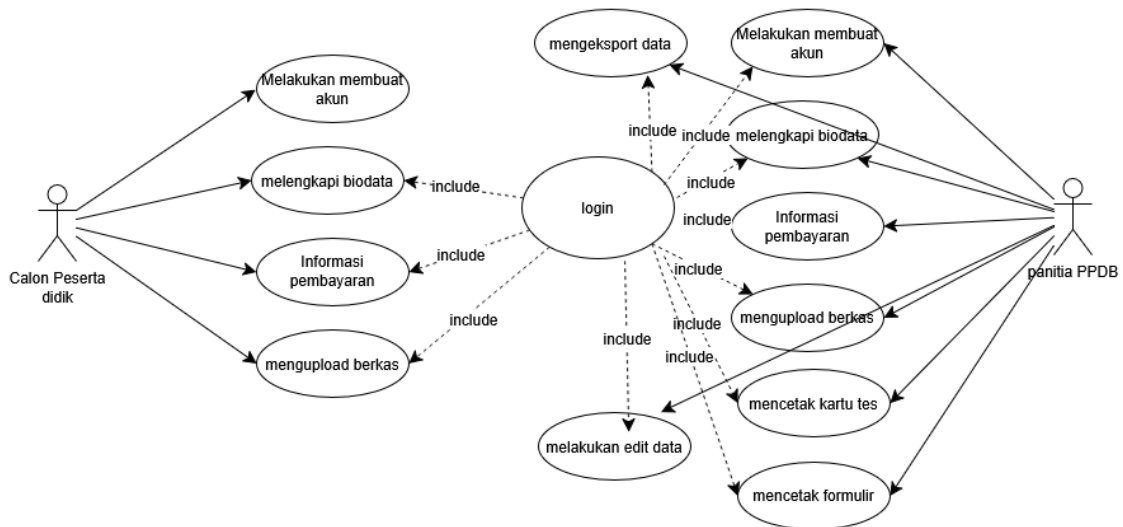 mengeksport data
Melakukan membuat
akun
Melakukan membuat
akun
include
include
melengkapi biodata
melengkapi biodata
include
include
login
include
Informasi
pembayaran
Calon Peserta
didik
Informasi
pembayaran
include
include
panitia PPDB
include
mengupload berkas
include
include
include
mengupload berkas
mencetak kartu tes
melakukan edit data
mencetak formulir